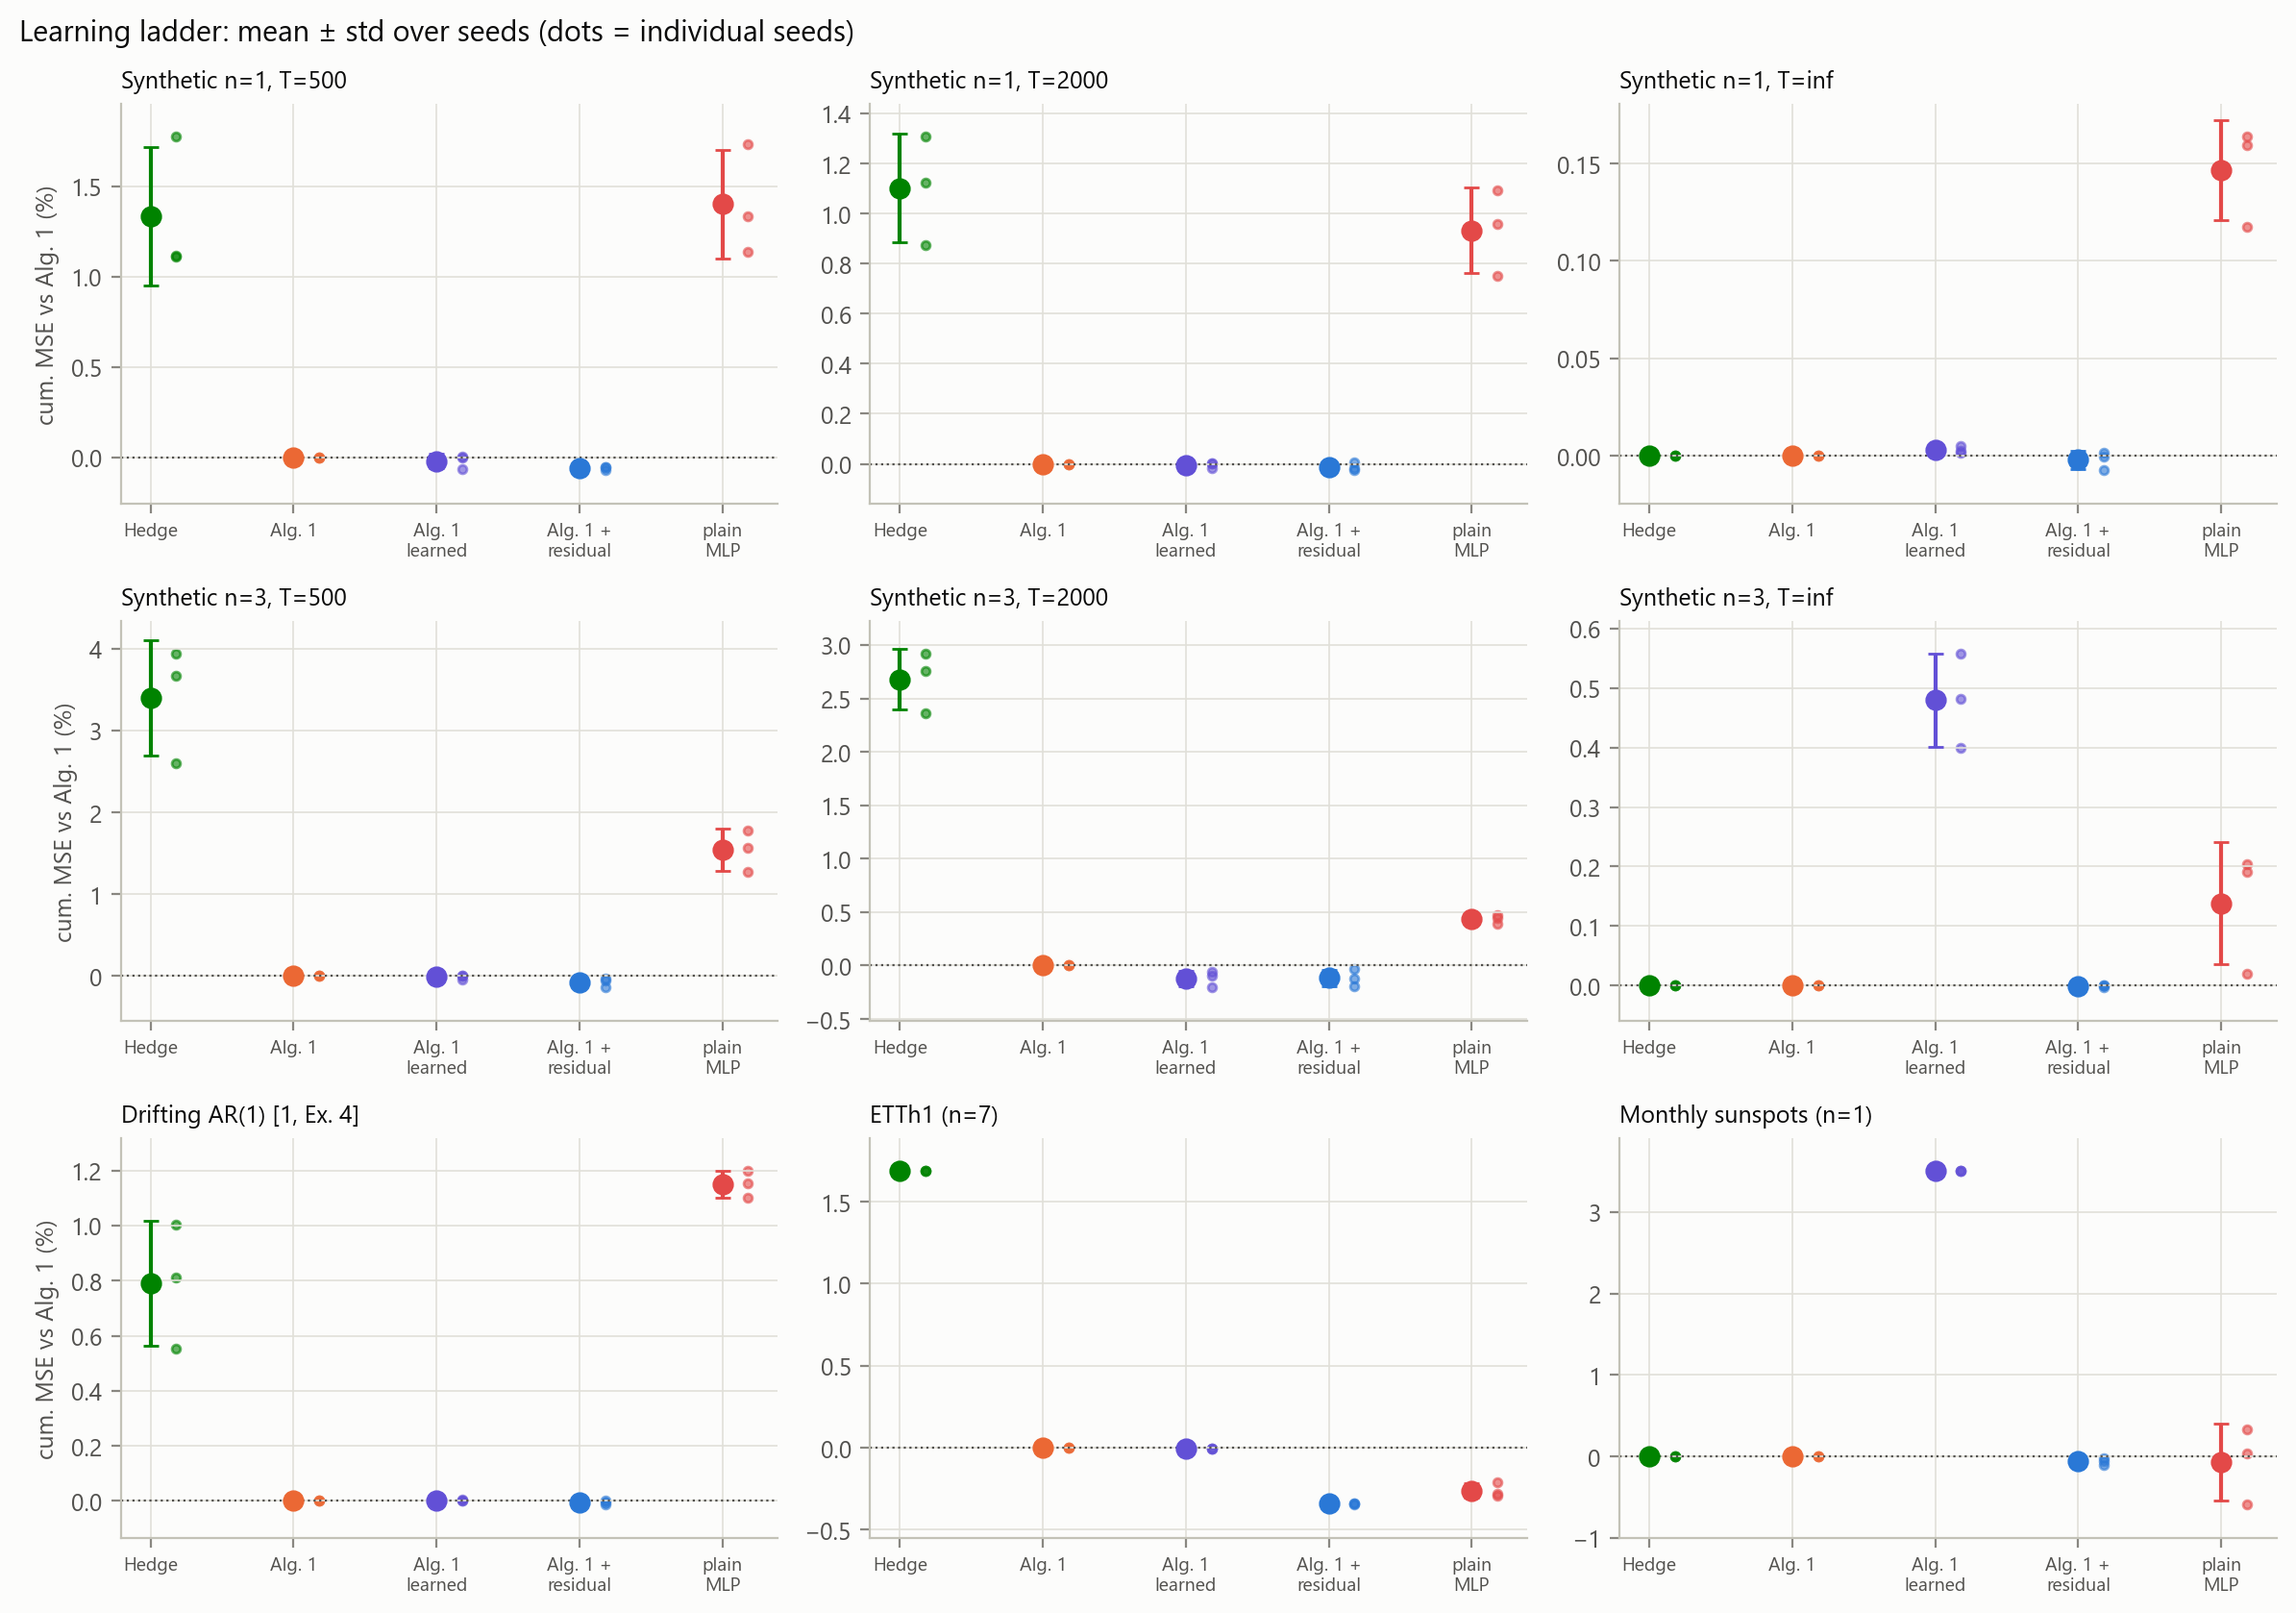 Learning ladder: mean ± std over seeds (dots = individual seeds)
Synthetic n=1, T=500
cum. MSE vs Alg. 1 (%)
1.5
1.0
0.5
0.0
Hedge
Alg. 1
Alg. 1
learned
Alg. 1 +
residual
plain
MLP
Synthetic n=1, T=2000
1.4
1.2
1.0
0.8
0.6
0.4
0.2
0.0
Hedge
Alg. 1
Alg. 1
learned
Alg. 1 +
residual
plain
MLP
Synthetic n=1, T=inf
0.15
0.10
0.05
0.00
Hedge
Alg. 1
Alg. 1
learned
Alg. 1 +
residual
plain
MLP
Synthetic n=3, T=500
cum. MSE vs Alg. 1 (%)
4
3
2
1
0
Hedge
Alg. 1
Alg. 1
learned
Alg. 1 +
residual
plain
MLP
Synthetic n=3, T=2000
3.0
2.5
2.0
1.5
1.0
0.5
0.0
−0.5
Hedge
Alg. 1
Alg. 1
learned
Alg. 1 +
residual
plain
MLP
Synthetic n=3, T=inf
0.6
0.5
0.4
0.3
0.2
0.1
0.0
Hedge
Alg. 1
Alg. 1
learned
Alg. 1 +
residual
plain
MLP
Drifting AR(1) [1, Ex. 4]
cum. MSE vs Alg. 1 (%)
1.2
1.0
0.8
0.6
0.4
0.2
0.0
Hedge
Alg. 1
Alg. 1
learned
Alg. 1 +
residual
plain
MLP
ETTh1 (n=7)
1.5
1.0
0.5
0.0
−0.5
Hedge
Alg. 1
Alg. 1
learned
Alg. 1 +
residual
plain
MLP
Monthly sunspots (n=1)
3
2
1
0
−1
Hedge
Alg. 1
Alg. 1
learned
Alg. 1 +
residual
plain
MLP